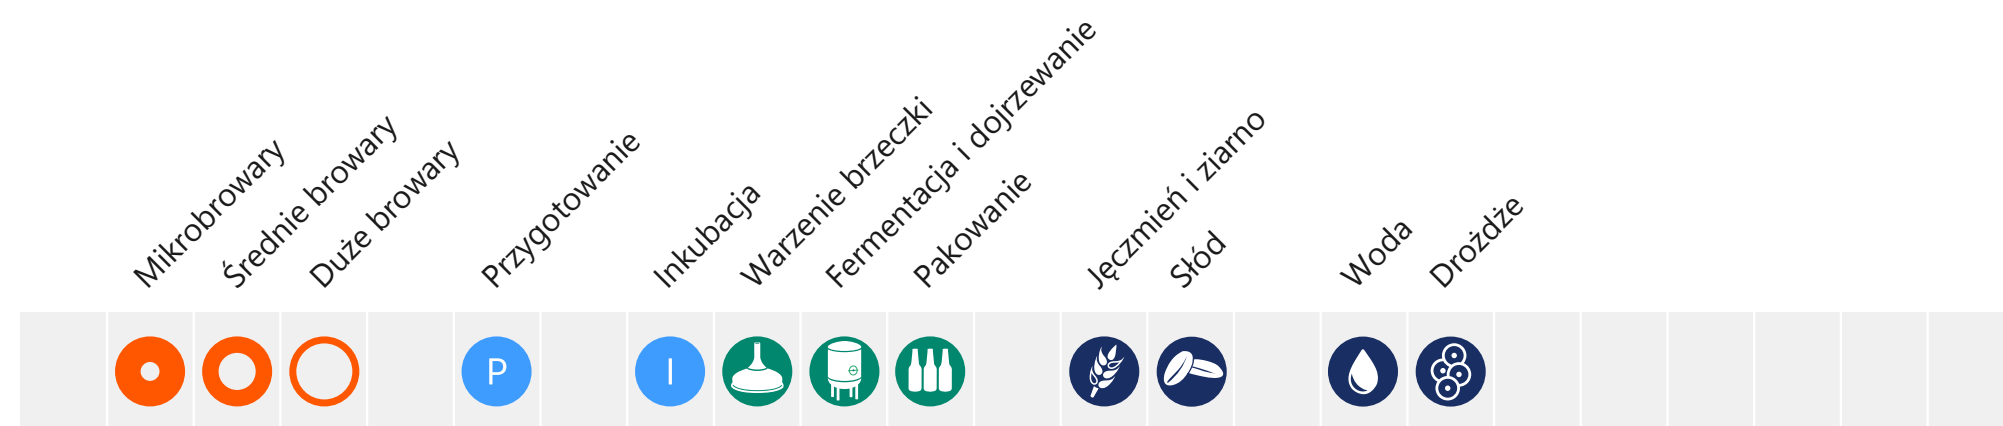 Mikrobrowary
Średnie browary
Duże browary
Przygotowanie
Inkubacja
Warzenie brzeczki
Fermentacja i dojrzewanie
Pakowanie
Jęczmień i ziarno
Słód
Woda
Drożdże
P
I